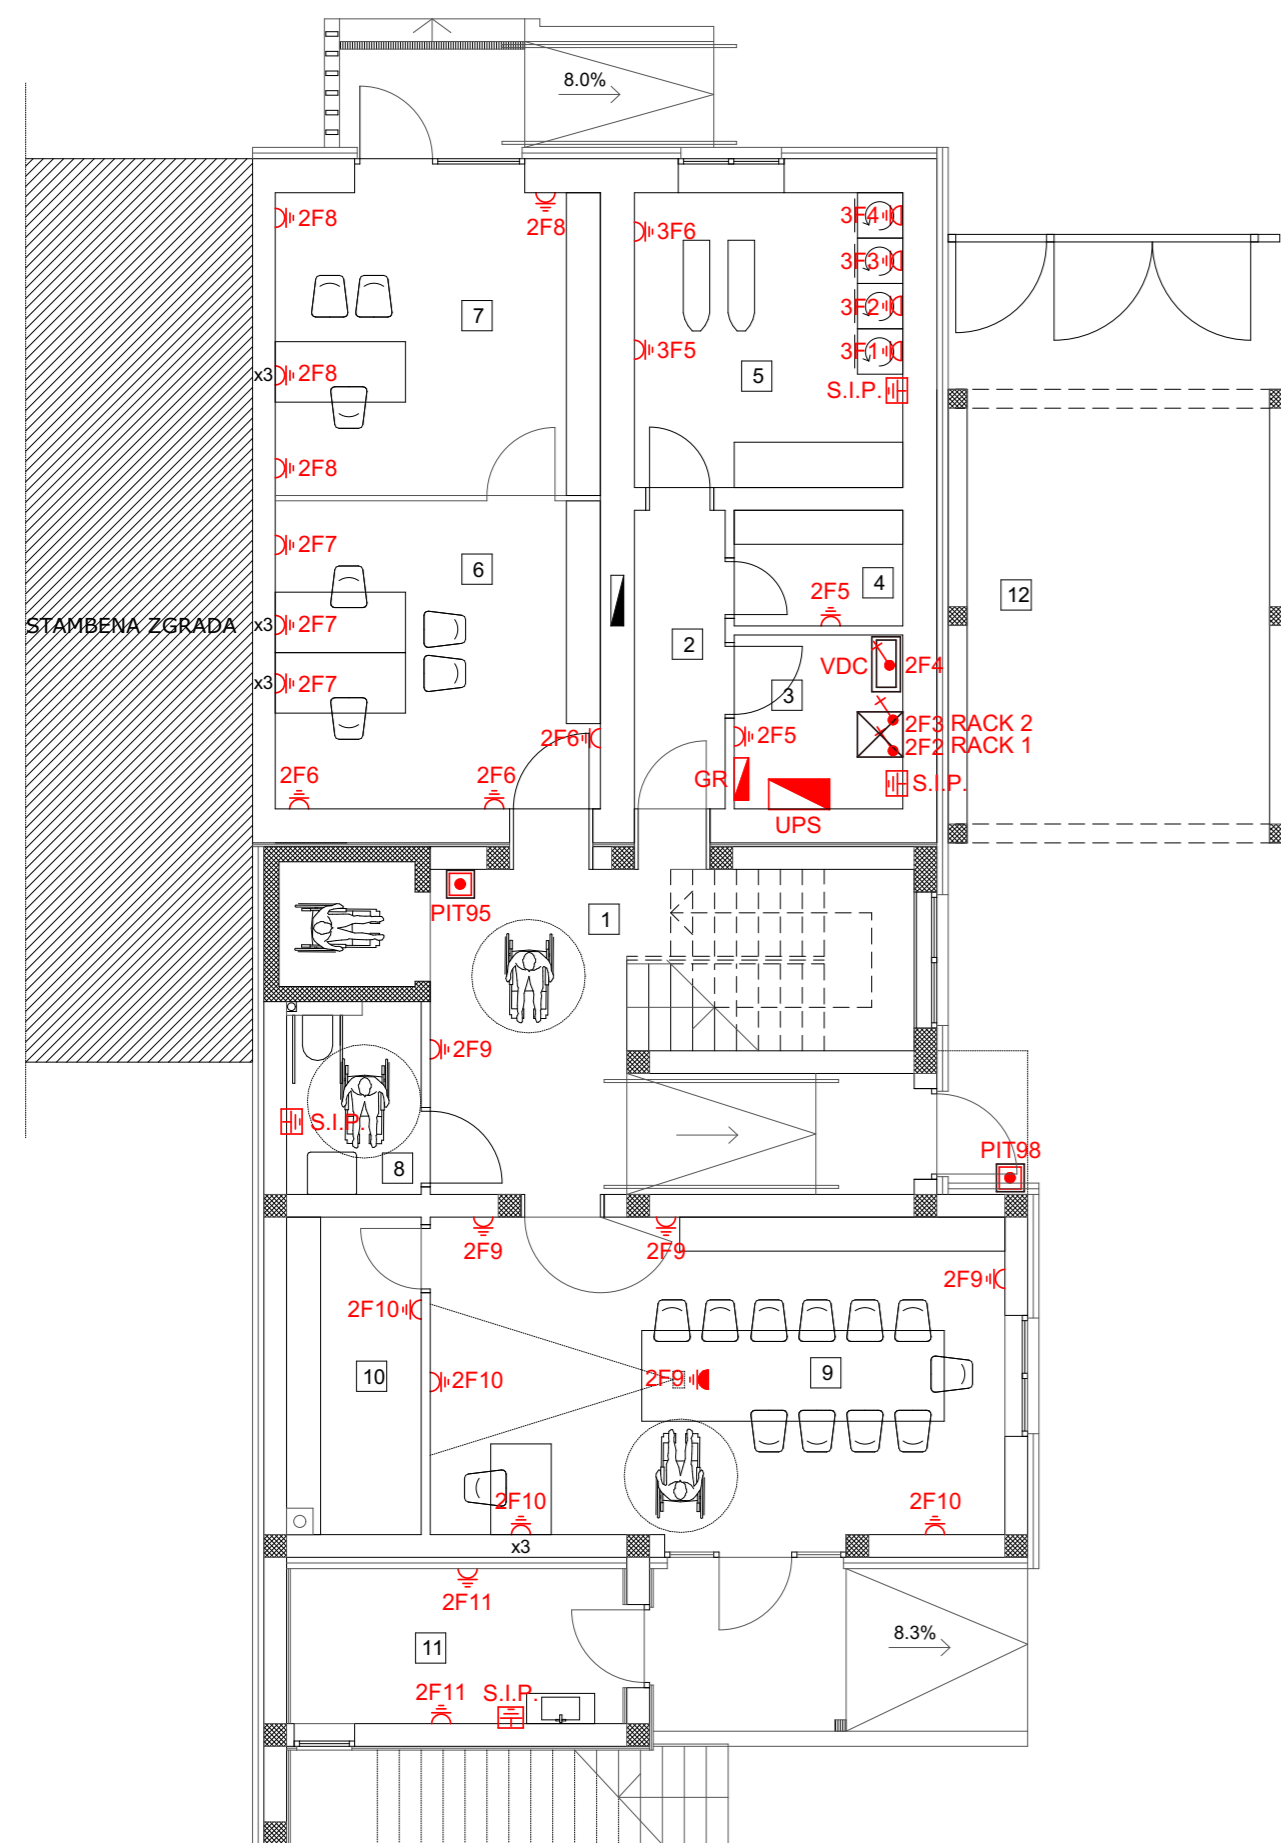 8.0%
2F8
2F8
3F6
3F4
3F3
3F2
3F1
3F5
7
5
x3
2F8
S.I.P.
2F8
2F7
6
4
2F5
12
STAMBENA ZGRADA
x3
2F7
2
VDC
2F4
x3
2F7
3
2F3 RACK 2
2F2 RACK 1
2F6
2F5
2F6
2F6
GR
S.I.P.
UPS
PIT95
1
2F9
S.I.P.
8
PIT98
2F9
2F9
2F9
2F10
10
2F10
2F9
9
2F10
2F10
x3
2F11
11
8.3%
2F11
S.I.P.